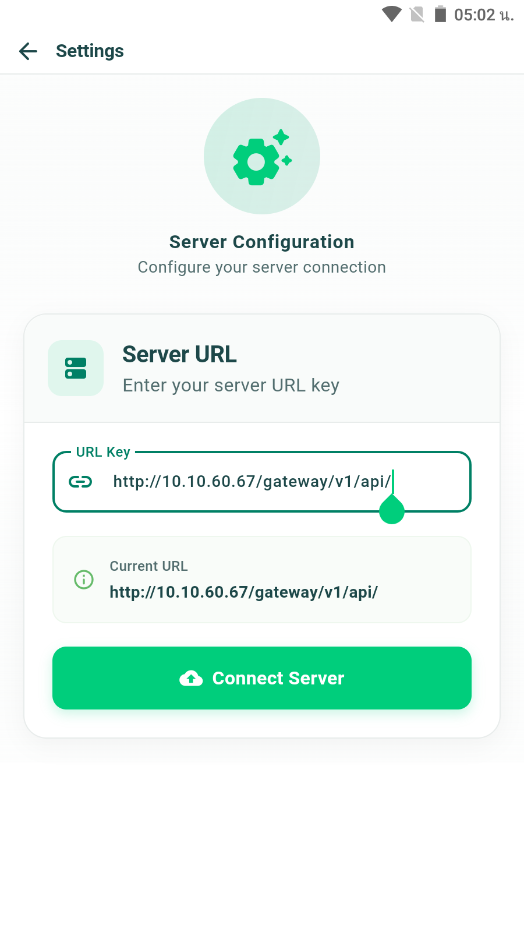 05:02 น.
Settings
Server Configuration
Configure your server connection
Server URL
Enter your server URL key
URL Key
http://10.10.60.67/gateway/v1/api/
Current URL
http://10.10.60.67/gateway/v1/api/
Connect Server